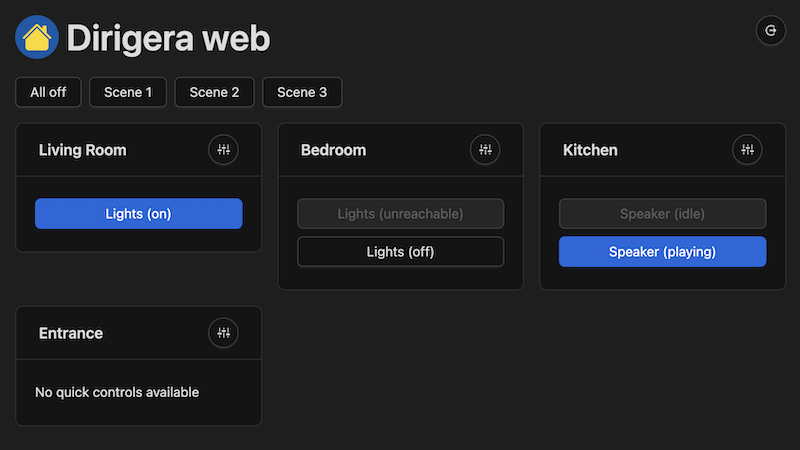 Dirigera web
All off
Scene 1
Scene 2
Scene 3
Living Room
Lights (on)
Bedroom
Lights (unreachable)
Lights (off)
Kitchen
Speaker (idle)
Speaker (playing)
Entrance
No quick controls available